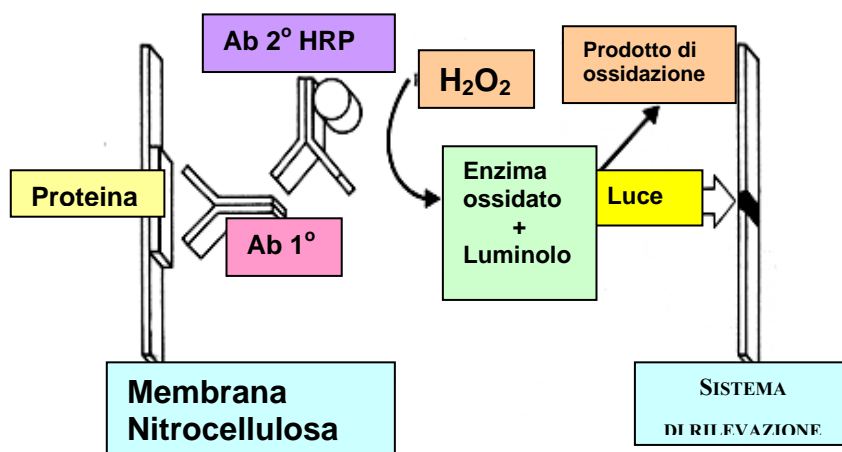 Ab 2° HRP
H₂O₂
Prodotto di
ossidazione
Proteina
Ab 1°
Enzima
ossidato
+
Luminolo
Luce
Membrana
Nitrocellulosa
SISTEMA
DI RILEVAZIONE